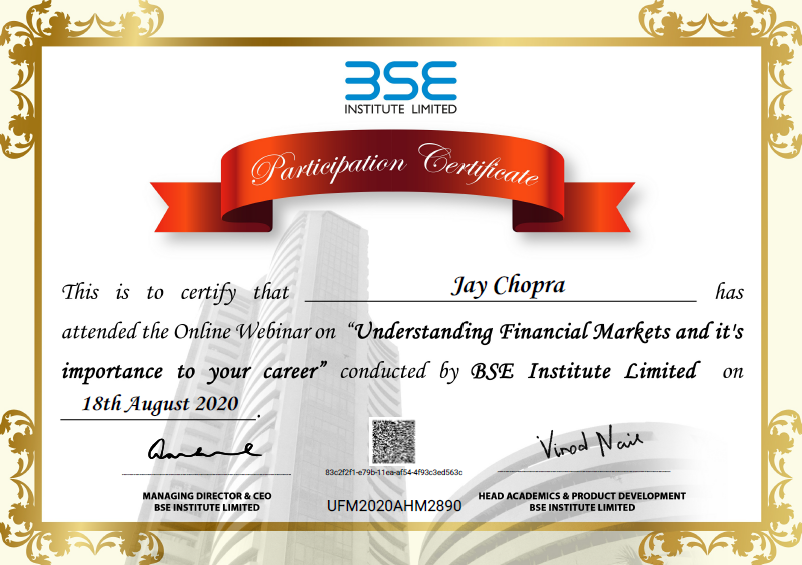 BSE
INSTITUTE LIMITED
Participation Certificate
This is to certify that Jay Chopra has
attended the Online Webinar on “Understanding Financial Markets and it's
importance to your career” conducted by BSE Institute Limited on
18th August 2020.
Vinod Nair
83c2f2f1-e79b-11ea-af54-4f93c3ed563c
MANAGING DIRECTOR & CEO
BSE INSTITUTE LIMITED
UFM2020AHM2890
HEAD ACADEMICS & PRODUCT DEVELOPMENT
BSE INSTITUTE LIMITED